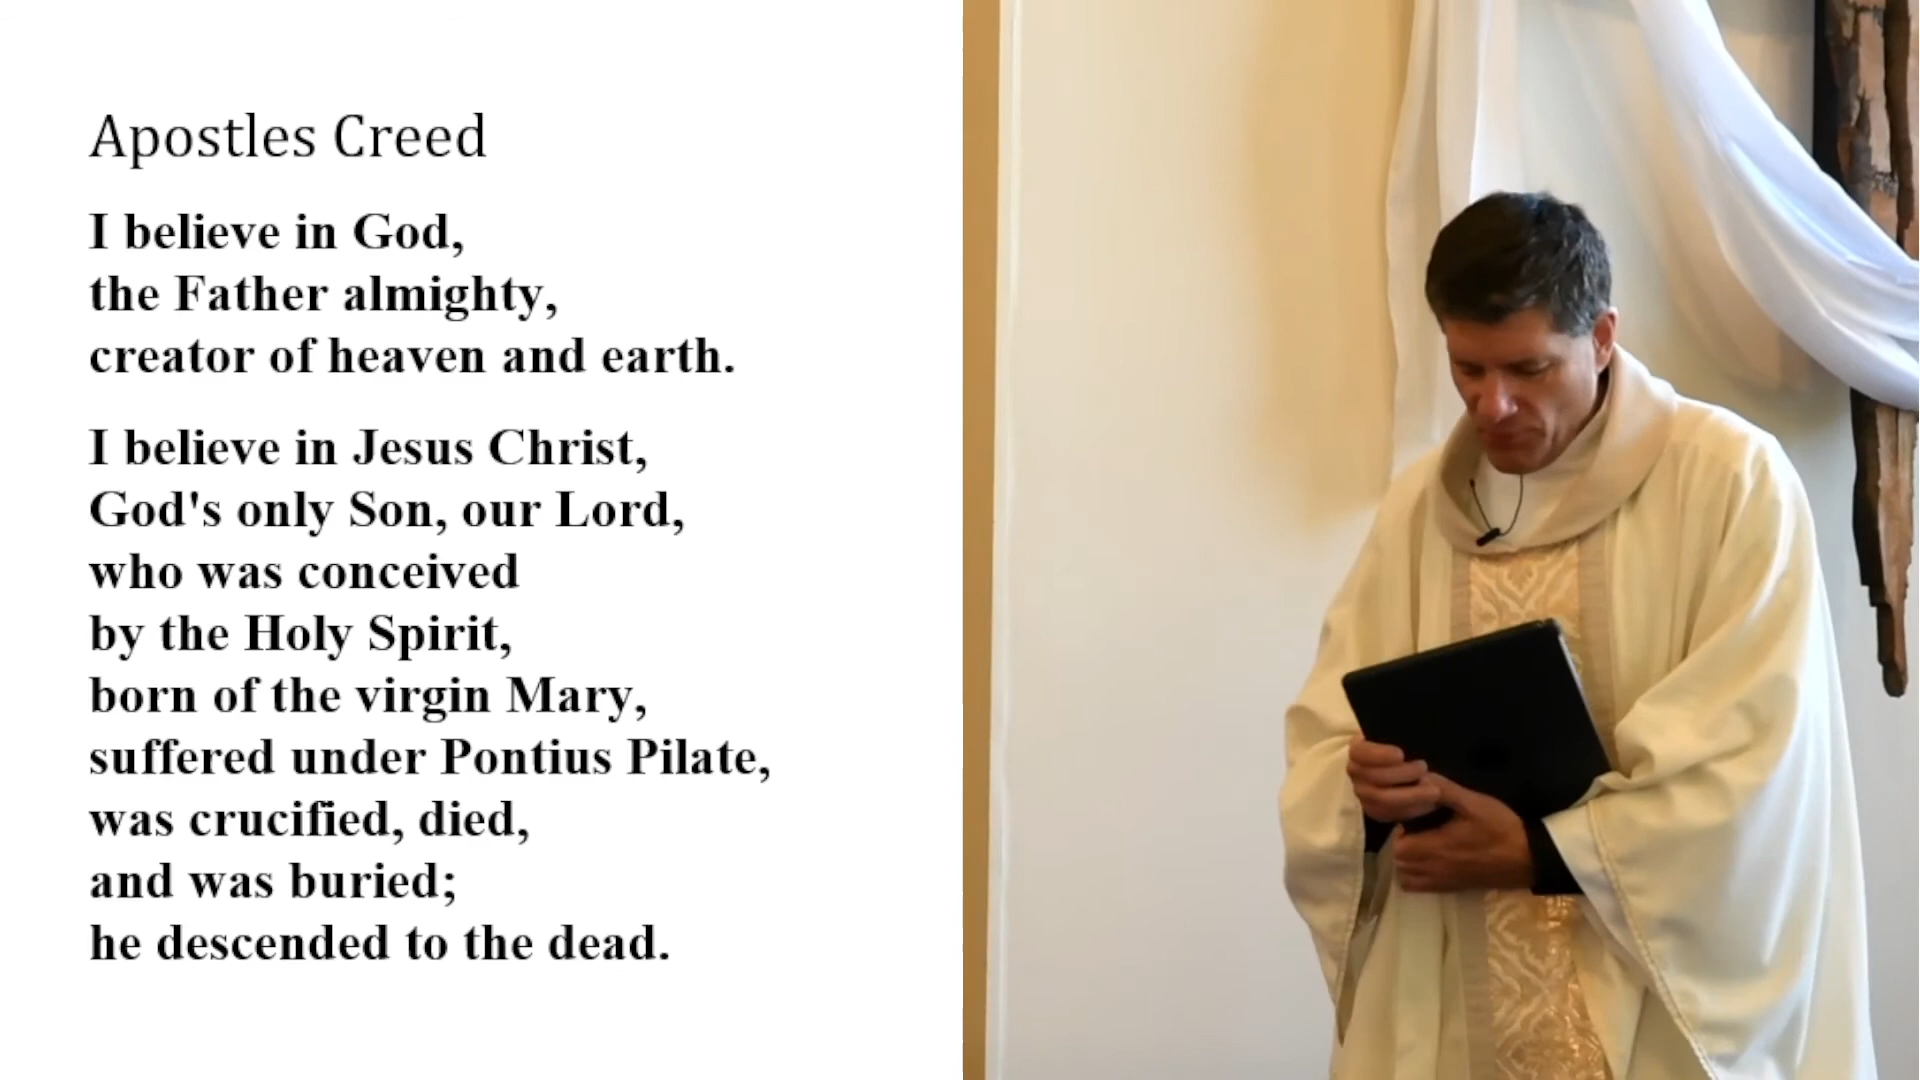 Apostles Creed
I believe in God,
the Father almighty,
creator of heaven and earth.
I believe in Jesus Christ,
God's only Son, our Lord,
who was conceived
by the Holy Spirit,
born of the virgin Mary,
suffered under Pontius Pilate,
was crucified, died,
and was buried;
he descended to the dead.